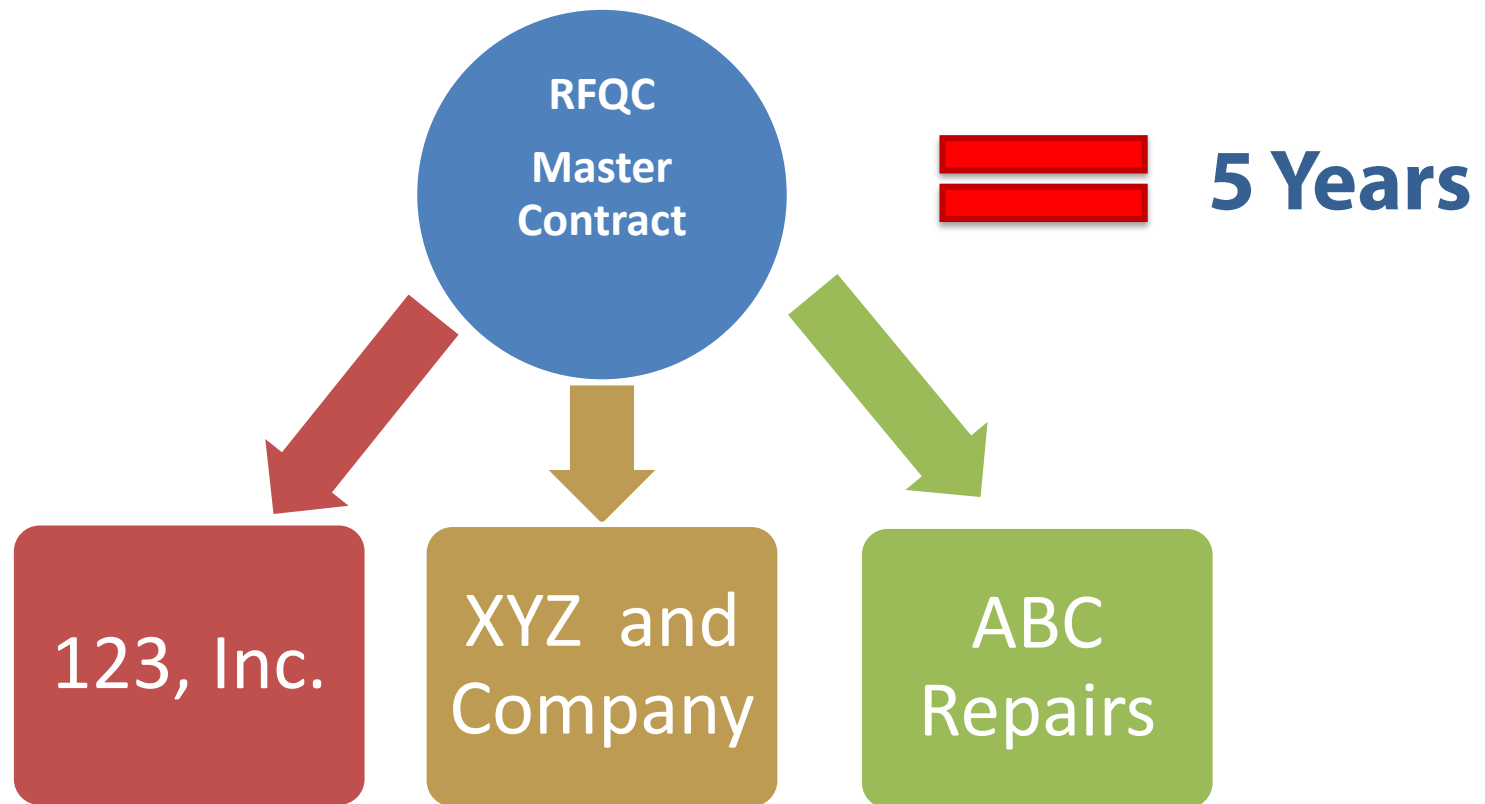 RFQC
Master
Contract
5 Years
123, Inc.
XYZ and
Company
ABC
Repairs